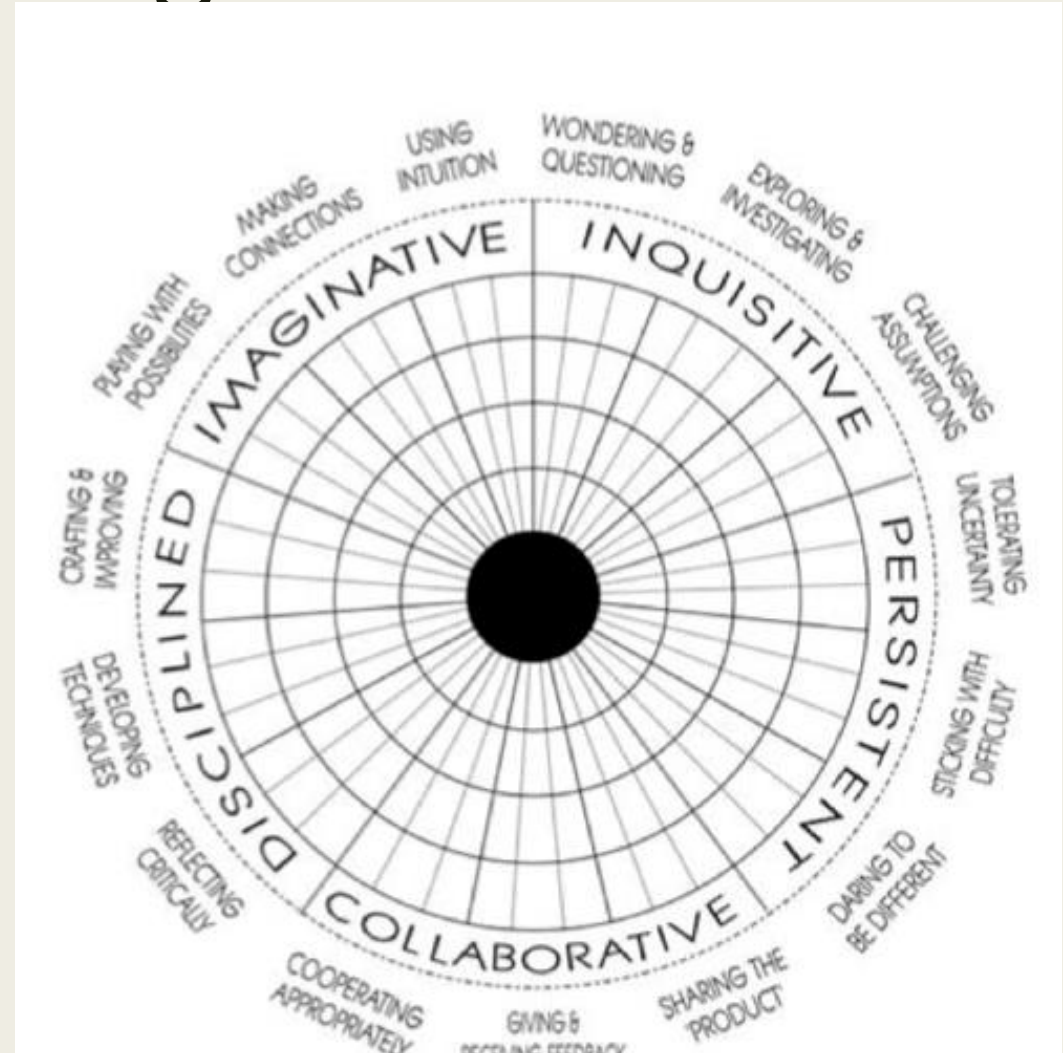 WONDERING &
QUESTIONING
EXPLORING &
INVESTIGATING
CHALLENGING
ASSUMPTIONS
TOLERATING
UNCERTAINTY
STICKING WITH
DIFFICULTY
DARING TO
BE DIFFERENT
SHARING THE
'PRODUCT'
GIVING &
RECEIVING FEEDBACK
COOPERATING
APPROPRIATELY
REFLECTING
CRITICALLY
DEVELOPING
TECHNIQUES
CRAFTING &
IMPROVING
PLAYING WITH
POSSIBILITIES
MAKING
CONNECTIONS
USING
INTUITION
INQUISITIVE
PERSISTENT
COLLABORATIVE
DISCIPLINED
IMAGINATIVE